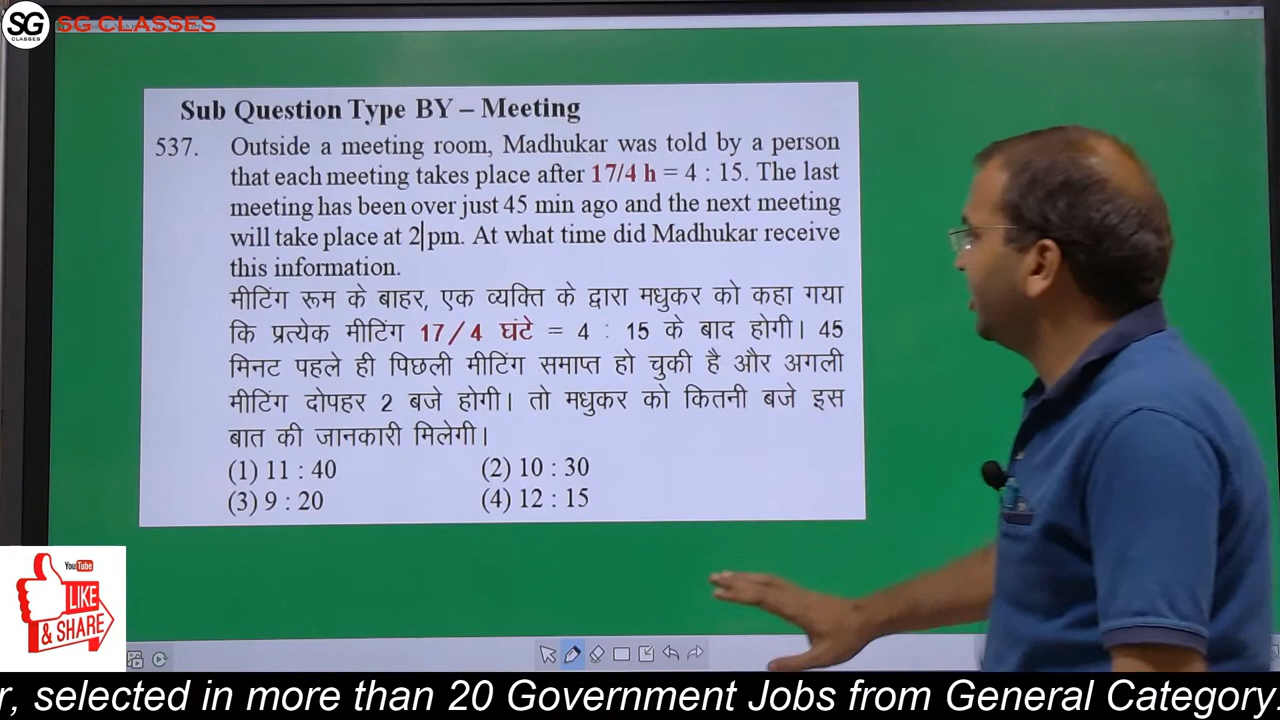 SG
CLASSES
SG CLASSES
Sub Question Type BY – Meeting
537. Outside a meeting room, Madhukar was told by a person
that each meeting takes place after 17/4 h = 4 : 15. The last
meeting has been over just 45 min ago and the next meeting
will take place at 2 pm. At what time did Madhukar receive
this information.
मीटिंग रूम के बाहर, एक व्यक्ति के द्वारा मधुकर को कहा गया
कि प्रत्येक मीटिंग 17/4 घंटे = 4 : 15 के बाद होगी। 45
मिनट पहले ही पिछली मीटिंग समाप्त हो चुकी है और अगली
मीटिंग दोपहर 2 बजे होगी। तो मधुकर को कितनी बजे इस
बात की जानकारी मिलेगी।
(1) 11 : 40 (2) 10 : 30
(3) 9 : 20 (4) 12 : 15
YouTube
LIKE
& SHARE
r, selected in more than 20 Government Jobs from General Category.